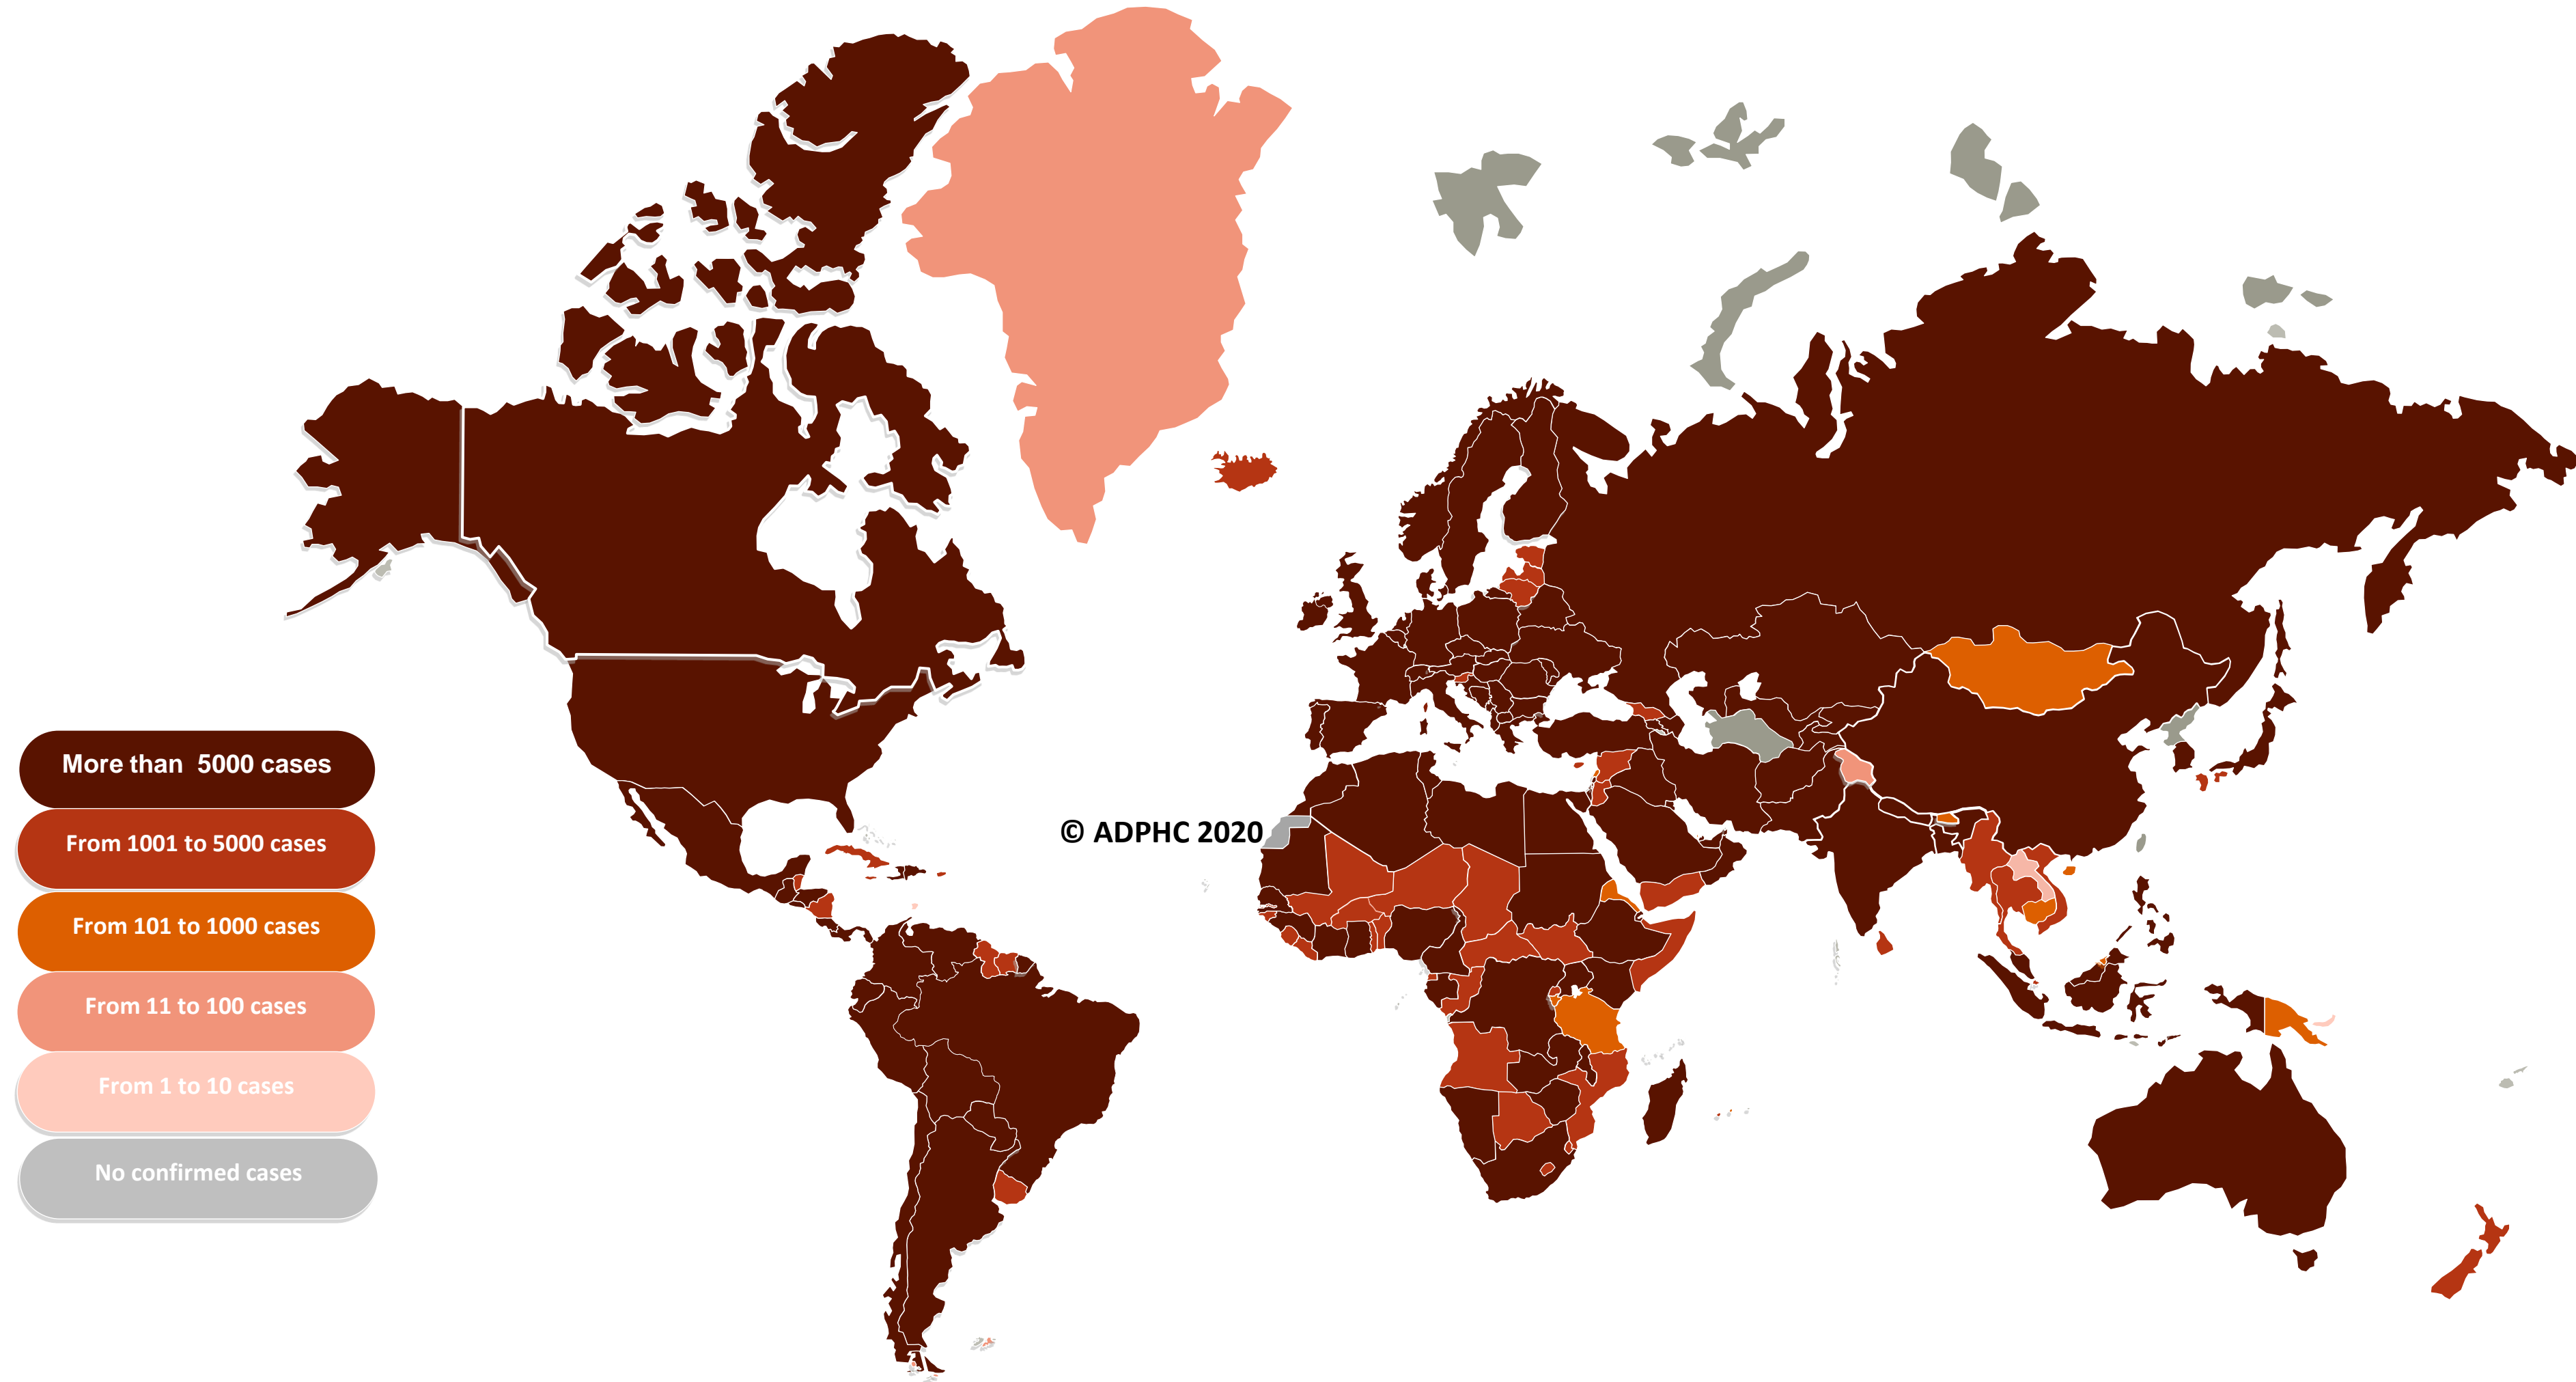 More than  5000 cases
From 1001 to 5000 cases
From 101 to 1000 cases
From 11 to 100 cases
From 1 to 10 cases
No confirmed cases
© ADPHC 2020